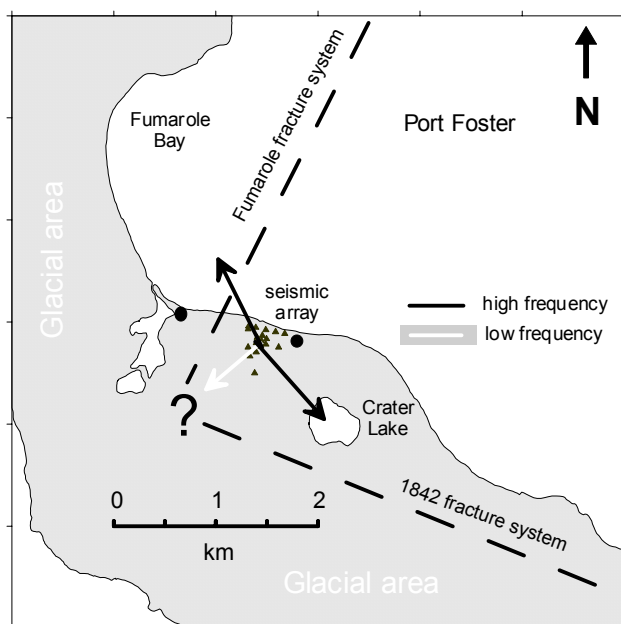 Fumarole
Bay
Fumarole fracture system
Port Foster
N
Glacial area
seismic
array
high frequency
low frequency
?
Crater
Lake
0 1 2
km
1842 fracture system
Glacial area